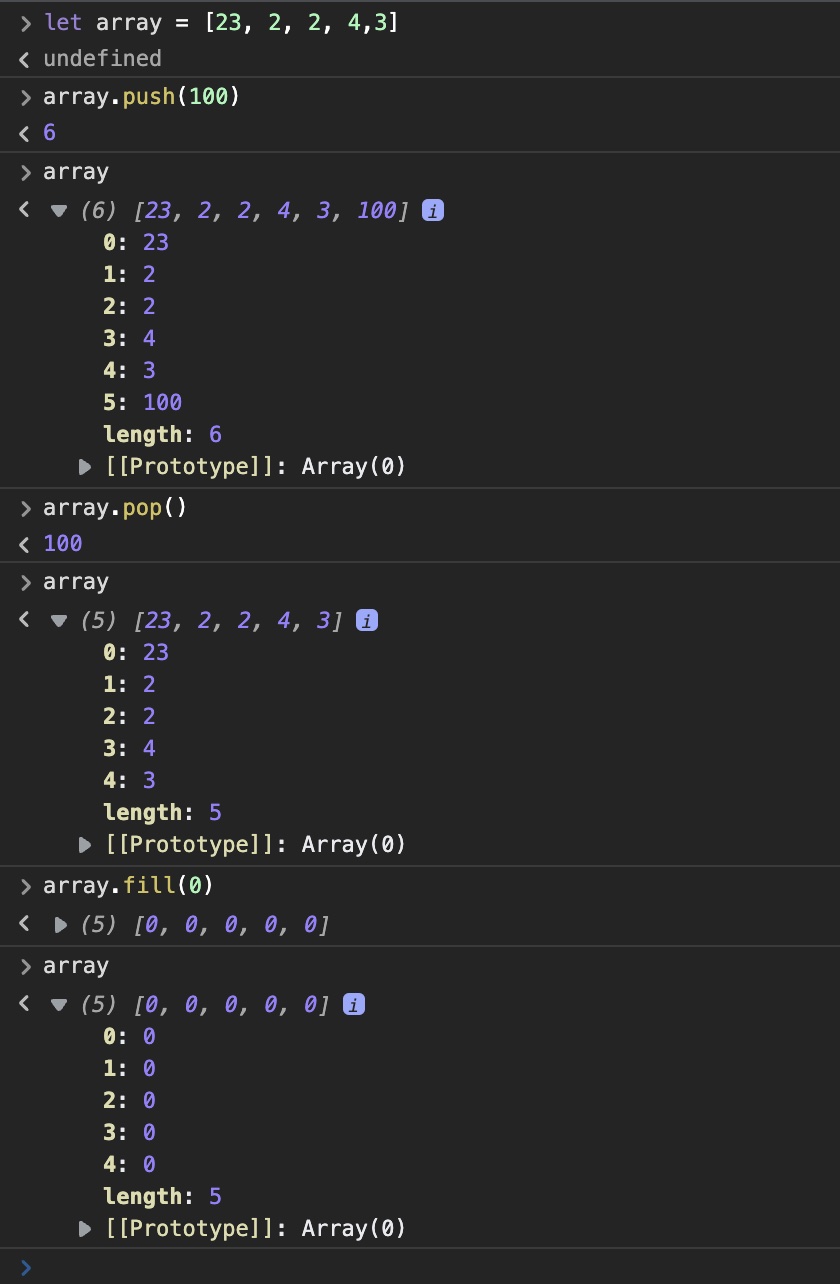 > let array = [23, 2, 2, 4,3]
< undefined
> array.push(100)
< 6
> array
< ▼ (6) [23, 2, 2, 4, 3, 100] i
0: 23
1: 2
2: 2
3: 4
4: 3
5: 100
length: 6
▶ [[Prototype]]: Array(0)
> array.pop()
< 100
> array
< ▼ (5) [23, 2, 2, 4, 3] i
0: 23
1: 2
2: 2
3: 4
4: 3
length: 5
▶ [[Prototype]]: Array(0)
> array.fill(0)
< ▶ (5) [0, 0, 0, 0, 0]
> array
< ▼ (5) [0, 0, 0, 0, 0] i
0: 0
1: 0
2: 0
3: 0
4: 0
length: 5
▶ [[Prototype]]: Array(0)
>